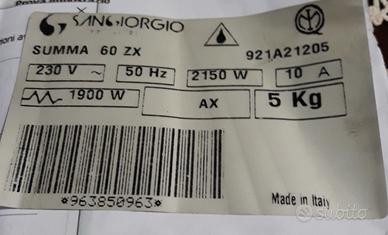 SANGIORGIO
SUMMA 60 ZX
921A21205
230 V ~ 50 Hz 2150 W 10 A
1900 W AX 5 Kg
*963850963*
Made in Italy
subito